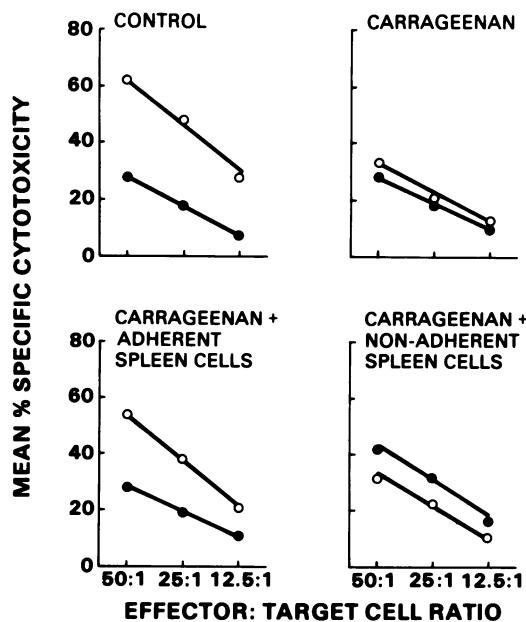 CONTROL
CARRAGEENAN
80
60
40
20
0
CARRAGEENAN +
ADHERENT
SPLEEN CELLS
CARRAGEENAN +
NON-ADHERENT
SPLEEN CELLS
80
60
40
20
0
MEAN % SPECIFIC CYTOTOXICITY
50:1 25:1 12.5:1
50:1 25:1 12.5:1
EFFECTOR: TARGET CELL RATIO